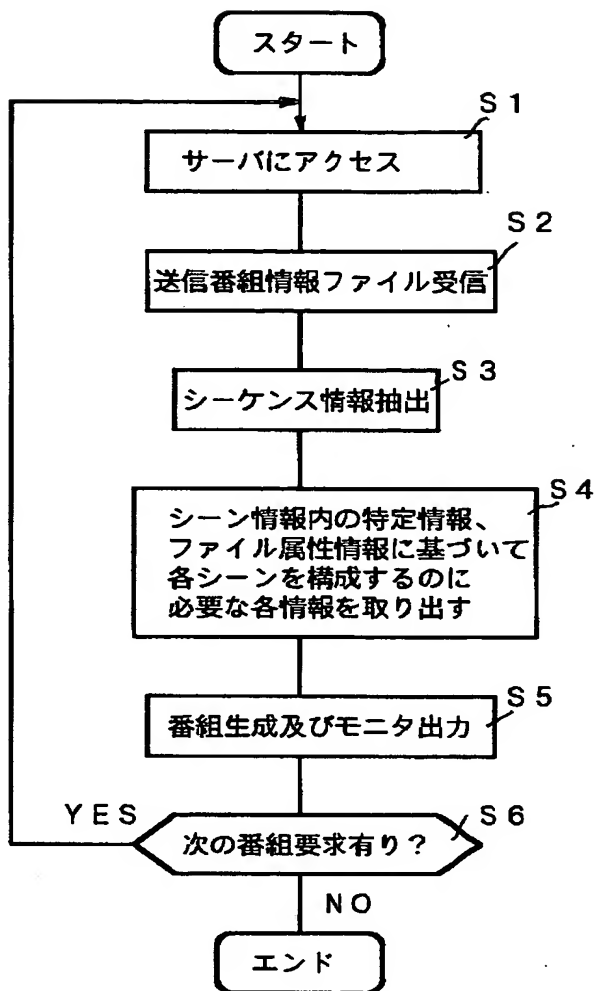 スタート
S1
サーバにアクセス
S2
送信番組情報ファイル受信
S3
シーケンス情報抽出
S4
シーン情報内の特定情報、
ファイル属性情報に基づいて
各シーンを構成するのに
必要な各情報を取り出す
S5
番組生成及びモニタ出力
YES
S6
次の番組要求有り？
NO
エンド